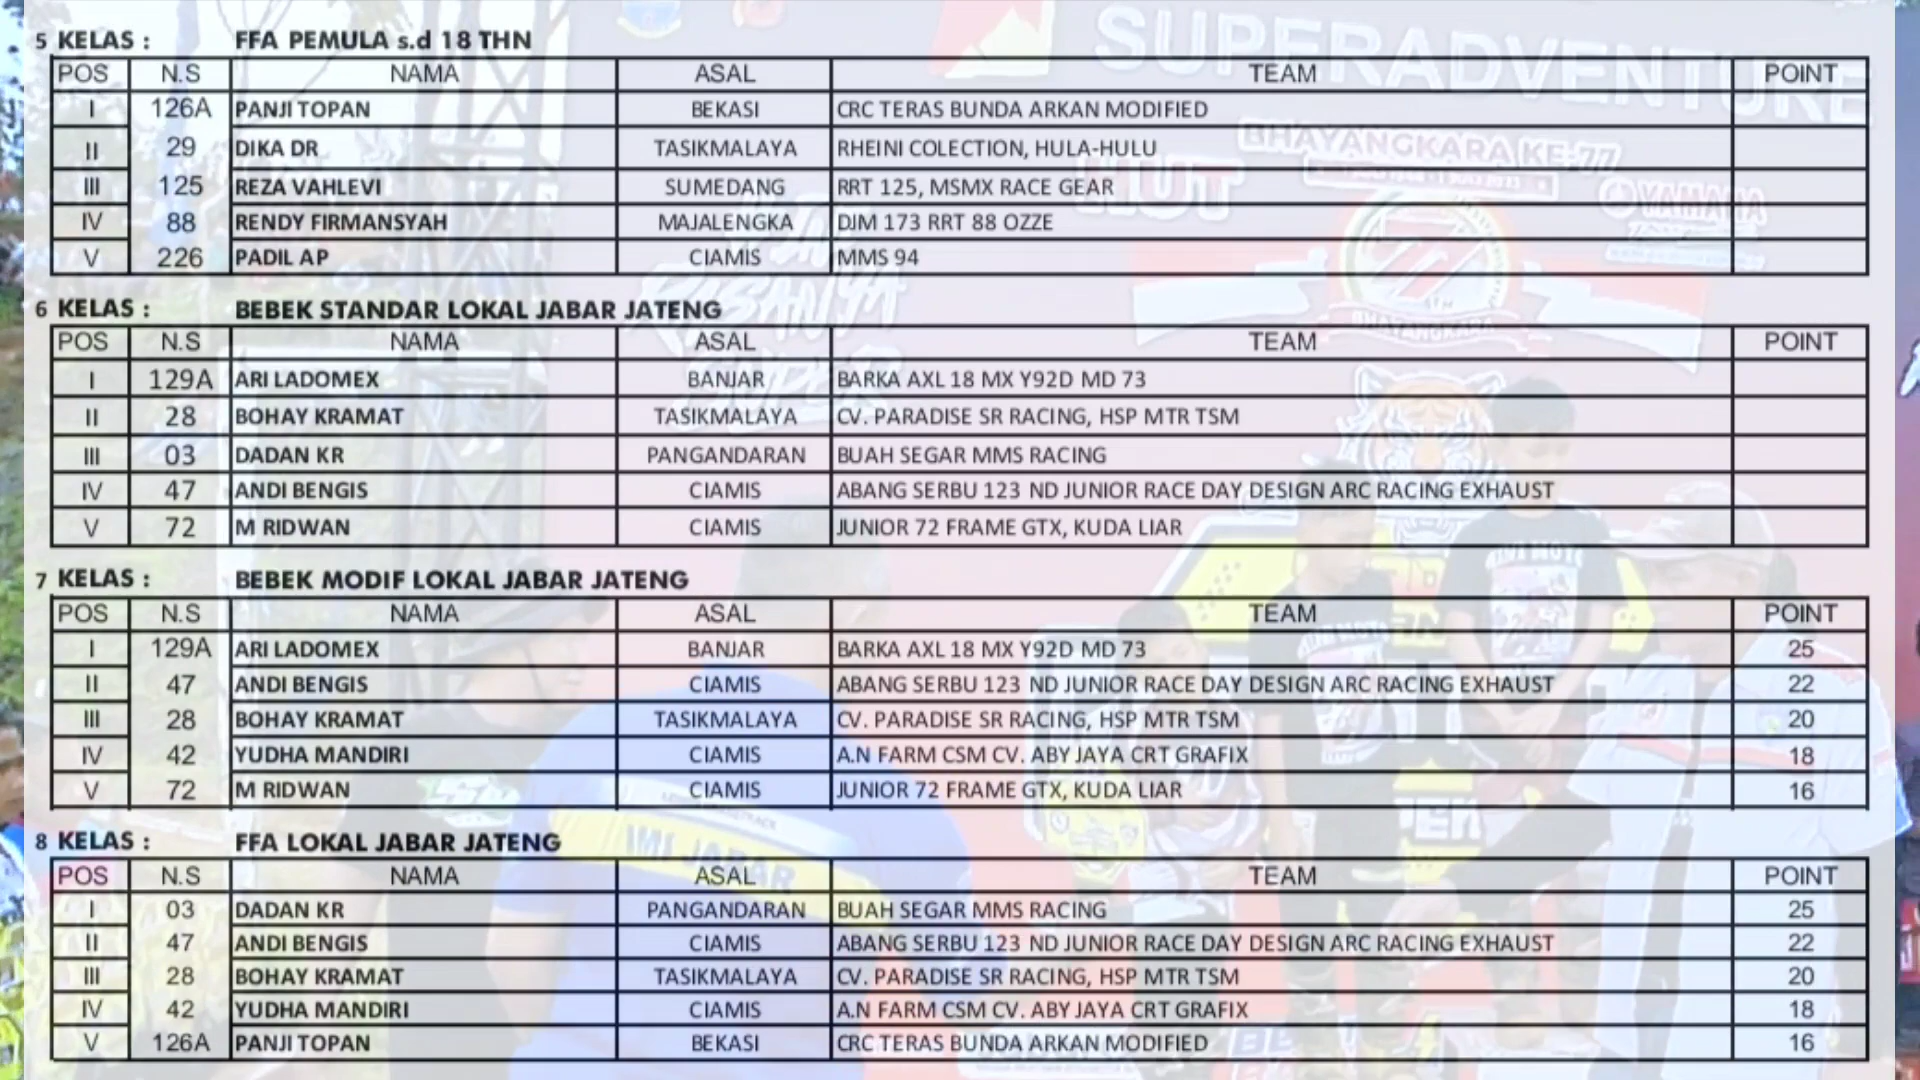 SUPERADVENTURE
HUT
BHAYANGKARA KE-77
YAMAHA
IMI JABAR
5 KELAS : FFA PEMULA s.d 18 THN
POS N.S NAMA ASAL TEAM POINT
I 126A PANJI TOPAN BEKASI CRC TERAS BUNDA ARKAN MODIFIED
II 29 DIKA DR TASIKMALAYA RHEINI COLECTION, HULA-HULU
III 125 REZA VAHLEVI SUMEDANG RRT 125, MSMX RACE GEAR
IV 88 RENDY FIRMANSYAH MAJALENGKA DJM 173 RRT 88 OZZE
V 226 PADIL AP CIAMIS MMS 94
6 KELAS : BEBEK STANDAR LOKAL JABAR JATENG
POS N.S NAMA ASAL TEAM POINT
I 129A ARI LADOMEX BANJAR BARKA AXL 18 MX Y92D MD 73
II 28 BOHAY KRAMAT TASIKMALAYA CV. PARADISE SR RACING, HSP MTR TSM
III 03 DADAN KR PANGANDARAN BUAH SEGAR MMS RACING
IV 47 ANDI BENGIS CIAMIS ABANG SERBU 123 ND JUNIOR RACE DAY DESIGN ARC RACING EXHAUST
V 72 M RIDWAN CIAMIS JUNIOR 72 FRAME GTX, KUDA LIAR
7 KELAS : BEBEK MODIF LOKAL JABAR JATENG
POS N.S NAMA ASAL TEAM POINT
I 129A ARI LADOMEX BANJAR BARKA AXL 18 MX Y92D MD 73 25
II 47 ANDI BENGIS CIAMIS ABANG SERBU 123 ND JUNIOR RACE DAY DESIGN ARC RACING EXHAUST 22
III 28 BOHAY KRAMAT TASIKMALAYA CV. PARADISE SR RACING, HSP MTR TSM 20
IV 42 YUDHA MANDIRI CIAMIS A.N FARM CSM CV. ABY JAYA CRT GRAFIX 18
V 72 M RIDWAN CIAMIS JUNIOR 72 FRAME GTX, KUDA LIAR 16
8 KELAS : FFA LOKAL JABAR JATENG
POS N.S NAMA ASAL TEAM POINT
I 03 DADAN KR PANGANDARAN BUAH SEGAR MMS RACING 25
II 47 ANDI BENGIS CIAMIS ABANG SERBU 123 ND JUNIOR RACE DAY DESIGN ARC RACING EXHAUST 22
III 28 BOHAY KRAMAT TASIKMALAYA CV. PARADISE SR RACING, HSP MTR TSM 20
IV 42 YUDHA MANDIRI CIAMIS A.N FARM CSM CV. ABY JAYA CRT GRAFIX 18
V 126A PANJI TOPAN BEKASI CRC TERAS BUNDA ARKAN MODIFIED 16